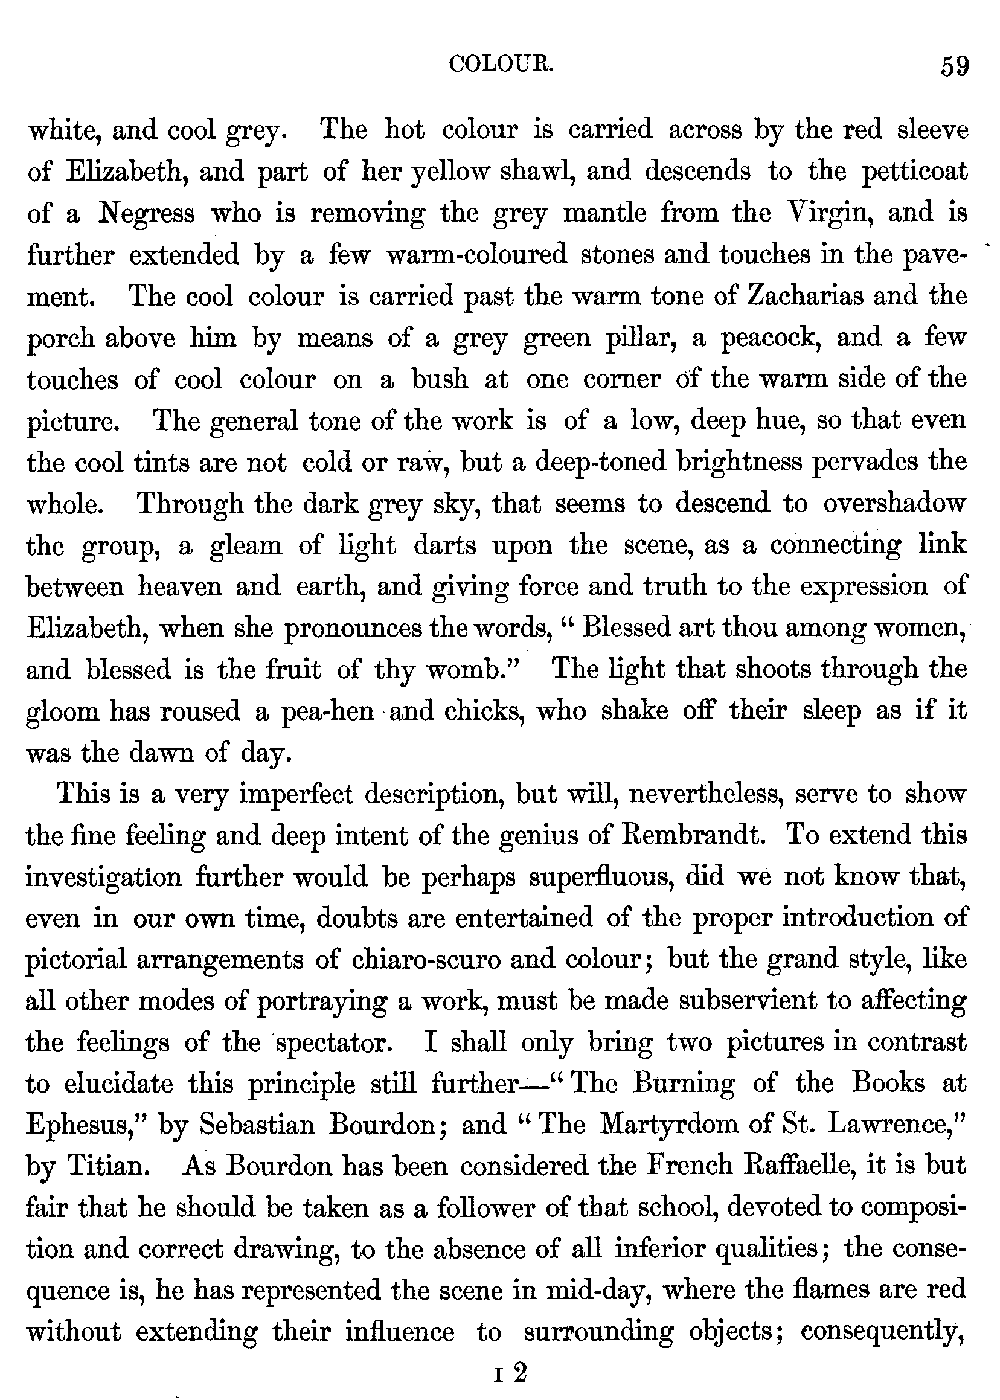 COLOUR. 59
white, and cool grey. The hot colour is carried across by the red sleeve
of Elizabeth, and part of her yellow shawl, and descends to the petticoat
of a Negress who is removing the grey mantle from the Virgin, and is
further extended by a few warm-coloured stones and touches in the pave-
ment. The cool colour is carried past the warm tone of Zacharias and the
porch above him by means of a grey green pillar, a peacock, and a few
touches of cool colour on a bush at one corner of the warm side of the
picture. The general tone of the work is of a low, deep hue, so that even
the cool tints are not cold or raw, but a deep-toned brightness pervades the
whole. Through the dark grey sky, that seems to descend to overshadow
the group, a gleam of light darts upon the scene, as a connecting link
between heaven and earth, and giving force and truth to the expression of
Elizabeth, when she pronounces the words, “ Blessed art thou among women,
and blessed is the fruit of thy womb.” The light that shoots through the
gloom has roused a pea-hen and chicks, who shake off their sleep as if it
was the dawn of day.
This is a very imperfect description, but will, nevertheless, serve to show
the fine feeling and deep intent of the genius of Rembrandt. To extend this
investigation further would be perhaps superfluous, did we not know that,
even in our own time, doubts are entertained of the proper introduction of
pictorial arrangements of chiaro-scuro and colour; but the grand style, like
all other modes of portraying a work, must be made subservient to affecting
the feelings of the spectator. I shall only bring two pictures in contrast
to elucidate this principle still further—“ The Burning of the Books at
Ephesus,” by Sebastian Bourdon; and “ The Martyrdom of St. Lawrence,”
by Titian. As Bourdon has been considered the French Raffaelle, it is but
fair that he should be taken as a follower of that school, devoted to composi-
tion and correct drawing, to the absence of all inferior qualities; the conse-
quence is, he has represented the scene in mid-day, where the flames are red
without extending their influence to surrounding objects; consequently,
I 2